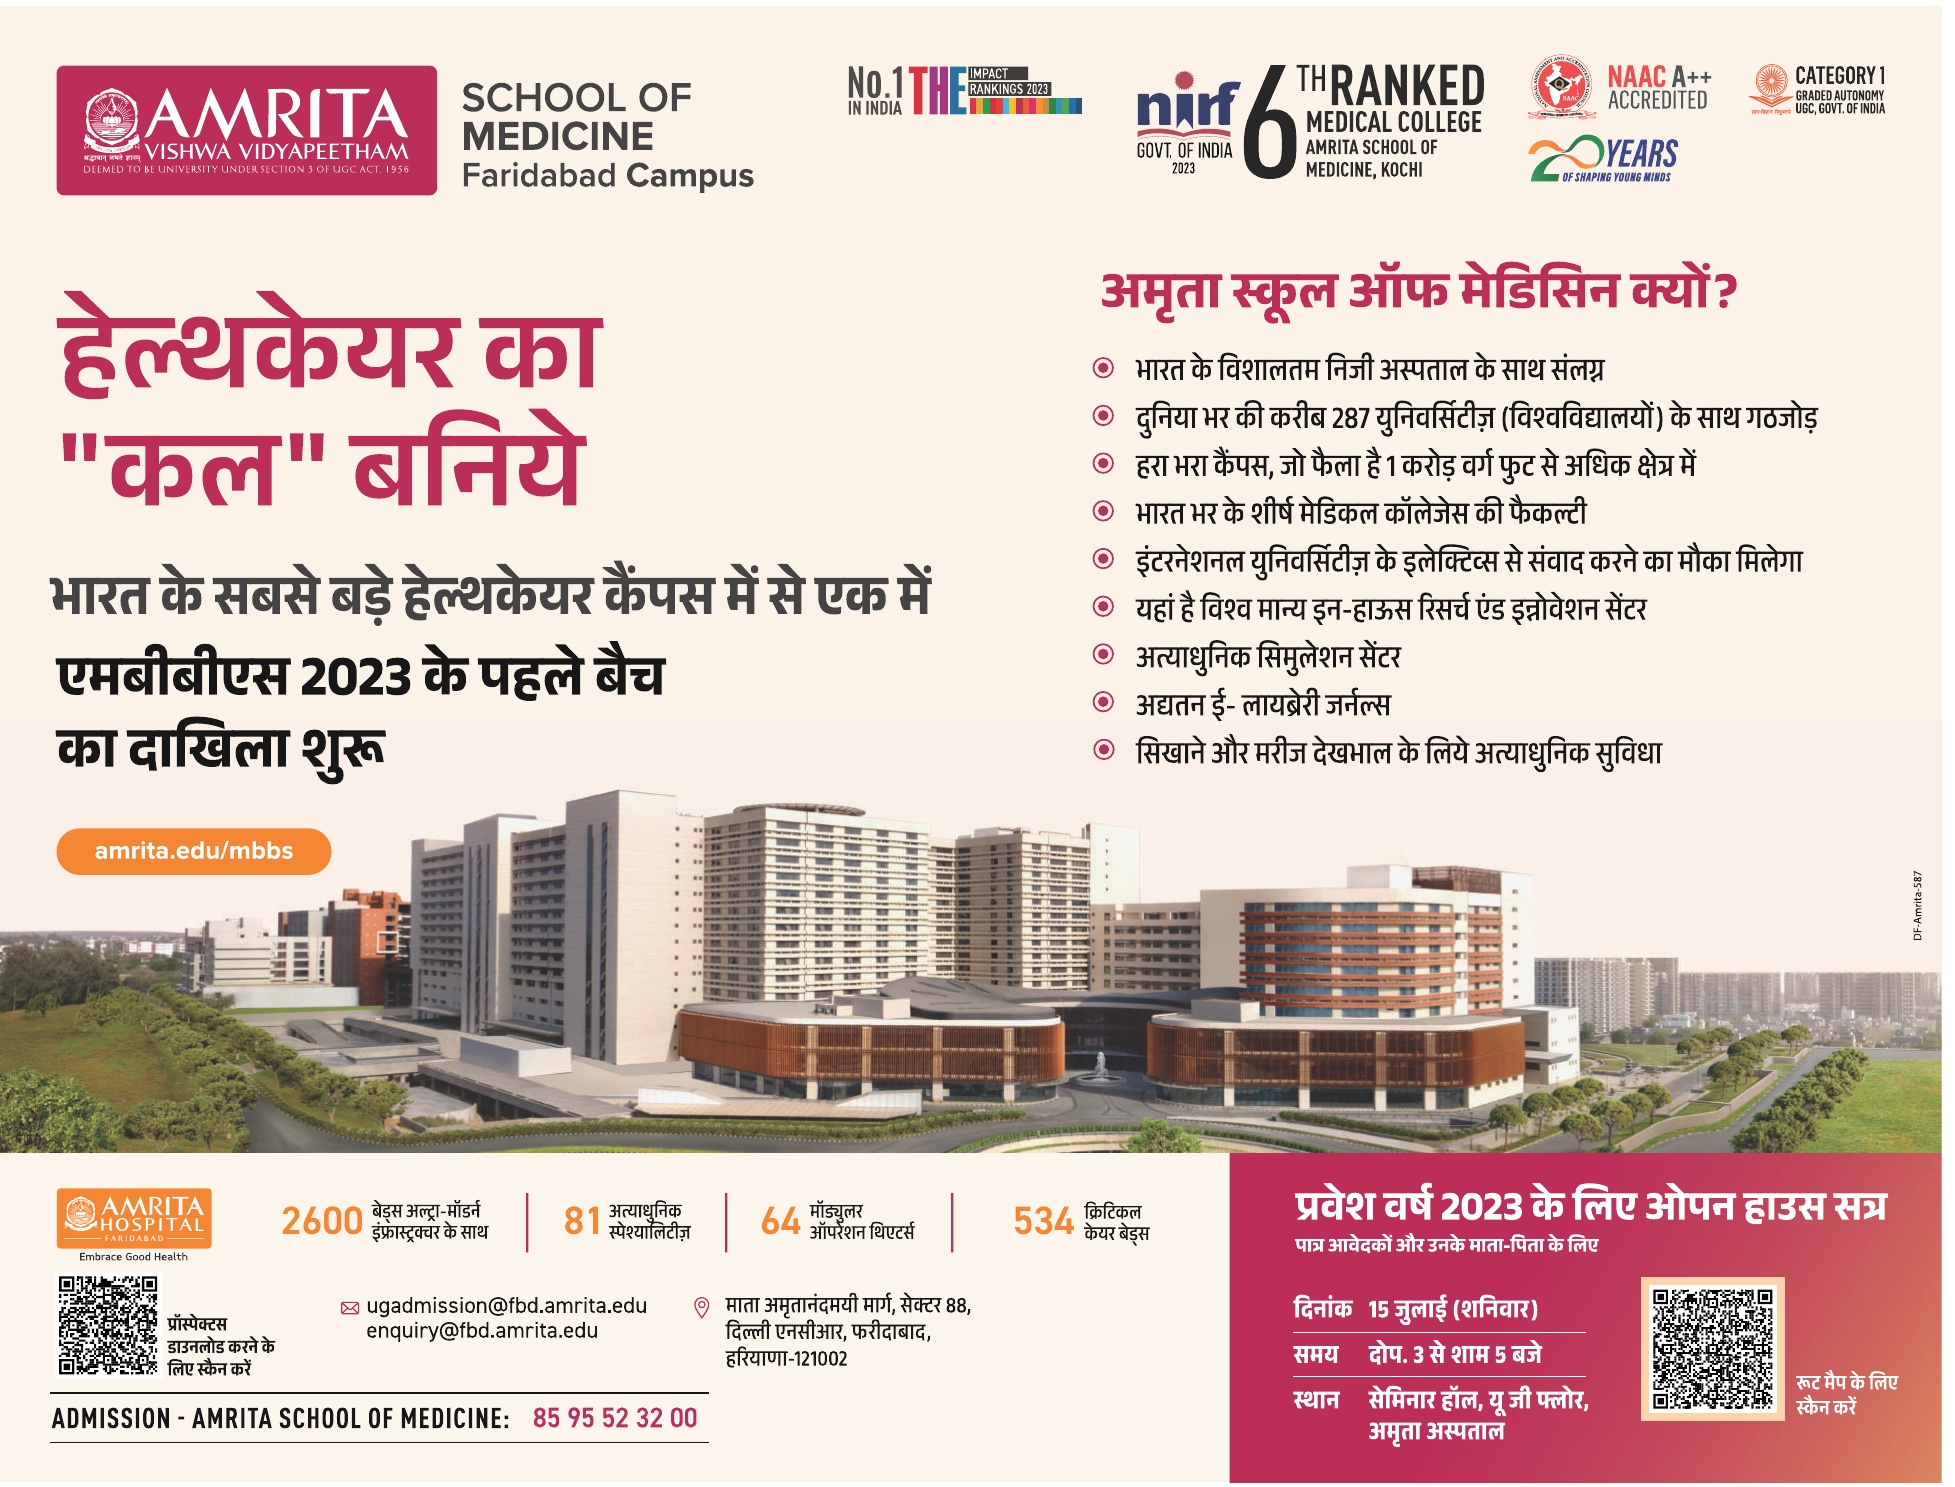 AMRITA
VISHWA VIDYAPEETHAM
DEEMED TO BE UNIVERSITY UNDER SECTION 3 OF UGC ACT, 1956
SCHOOL OF
MEDICINE
Faridabad Campus
No.1
IN INDIA
THE
IMPACT
RANKINGS 2023
nirf
GOVT. OF INDIA
2023
6TH RANKED
MEDICAL COLLEGE
AMRITA SCHOOL OF
MEDICINE, KOCHI
NAAC A++
ACCREDITED
CATEGORY 1
GRADED AUTONOMY
UGC, GOVT. OF INDIA
20 YEARS
OF SHAPING YOUNG MINDS
हेल्थकेयर का
"कल" बनिये
भारत के सबसे बड़े हेल्थकेयर कैंपस में से एक में
एमबीबीएस 2023 के पहले बैच
का दाखिला शुरू
amrita.edu/mbbs
अमृता स्कूल ऑफ मेडिसिन क्यों?
भारत के विशालतम निजी अस्पताल के साथ संलग्न
दुनिया भर की करीब 287 युनिवर्सिटीज़ (विश्वविद्यालयों) के साथ गठजोड़
हरा भरा कैंपस, जो फैला है 1 करोड़ वर्ग फुट से अधिक क्षेत्र में
भारत भर के शीर्ष मेडिकल कॉलेजेस की फैकल्टी
इंटरनेशनल युनिवर्सिटीज़ के इलेक्टिव्स से संवाद करने का मौका मिलेगा
यहां है विश्व मान्य इन-हाऊस रिसर्च एंड इन्नोवेशन सेंटर
अत्याधुनिक सिमुलेशन सेंटर
अद्यतन ई- लायब्रेरी जर्नल्स
सिखाने और मरीज देखभाल के लिये अत्याधुनिक सुविधा
DF-Amrita-587
AMRITA
HOSPITAL
FARIDABAD
Embrace Good Health
2600 बेड्स अल्ट्रा-मॉडर्न
इंफ्रास्ट्रक्चर के साथ
81 अत्याधुनिक
स्पेश्यालिटीज़
64 मॉड्युलर
ऑपरेशन थिएटर्स
534 क्रिटिकल
केयर बेड्स
प्रॉस्पेक्टस
डाउनलोड करने के
लिए स्कैन करें
ugadmission@fbd.amrita.edu
enquiry@fbd.amrita.edu
माता अमृतानंदमयी मार्ग, सेक्टर 88,
दिल्ली एनसीआर, फरीदाबाद,
हरियाणा-121002
ADMISSION - AMRITA SCHOOL OF MEDICINE: 85 95 52 32 00
प्रवेश वर्ष 2023 के लिए ओपन हाउस सत्र
पात्र आवेदकों और उनके माता-पिता के लिए
दिनांक 15 जुलाई (शनिवार)
समय दोप. 3 से शाम 5 बजे
स्थान सेमिनार हॉल, यू जी फ्लोर,
अमृता अस्पताल
रूट मैप के लिए
स्कैन करें